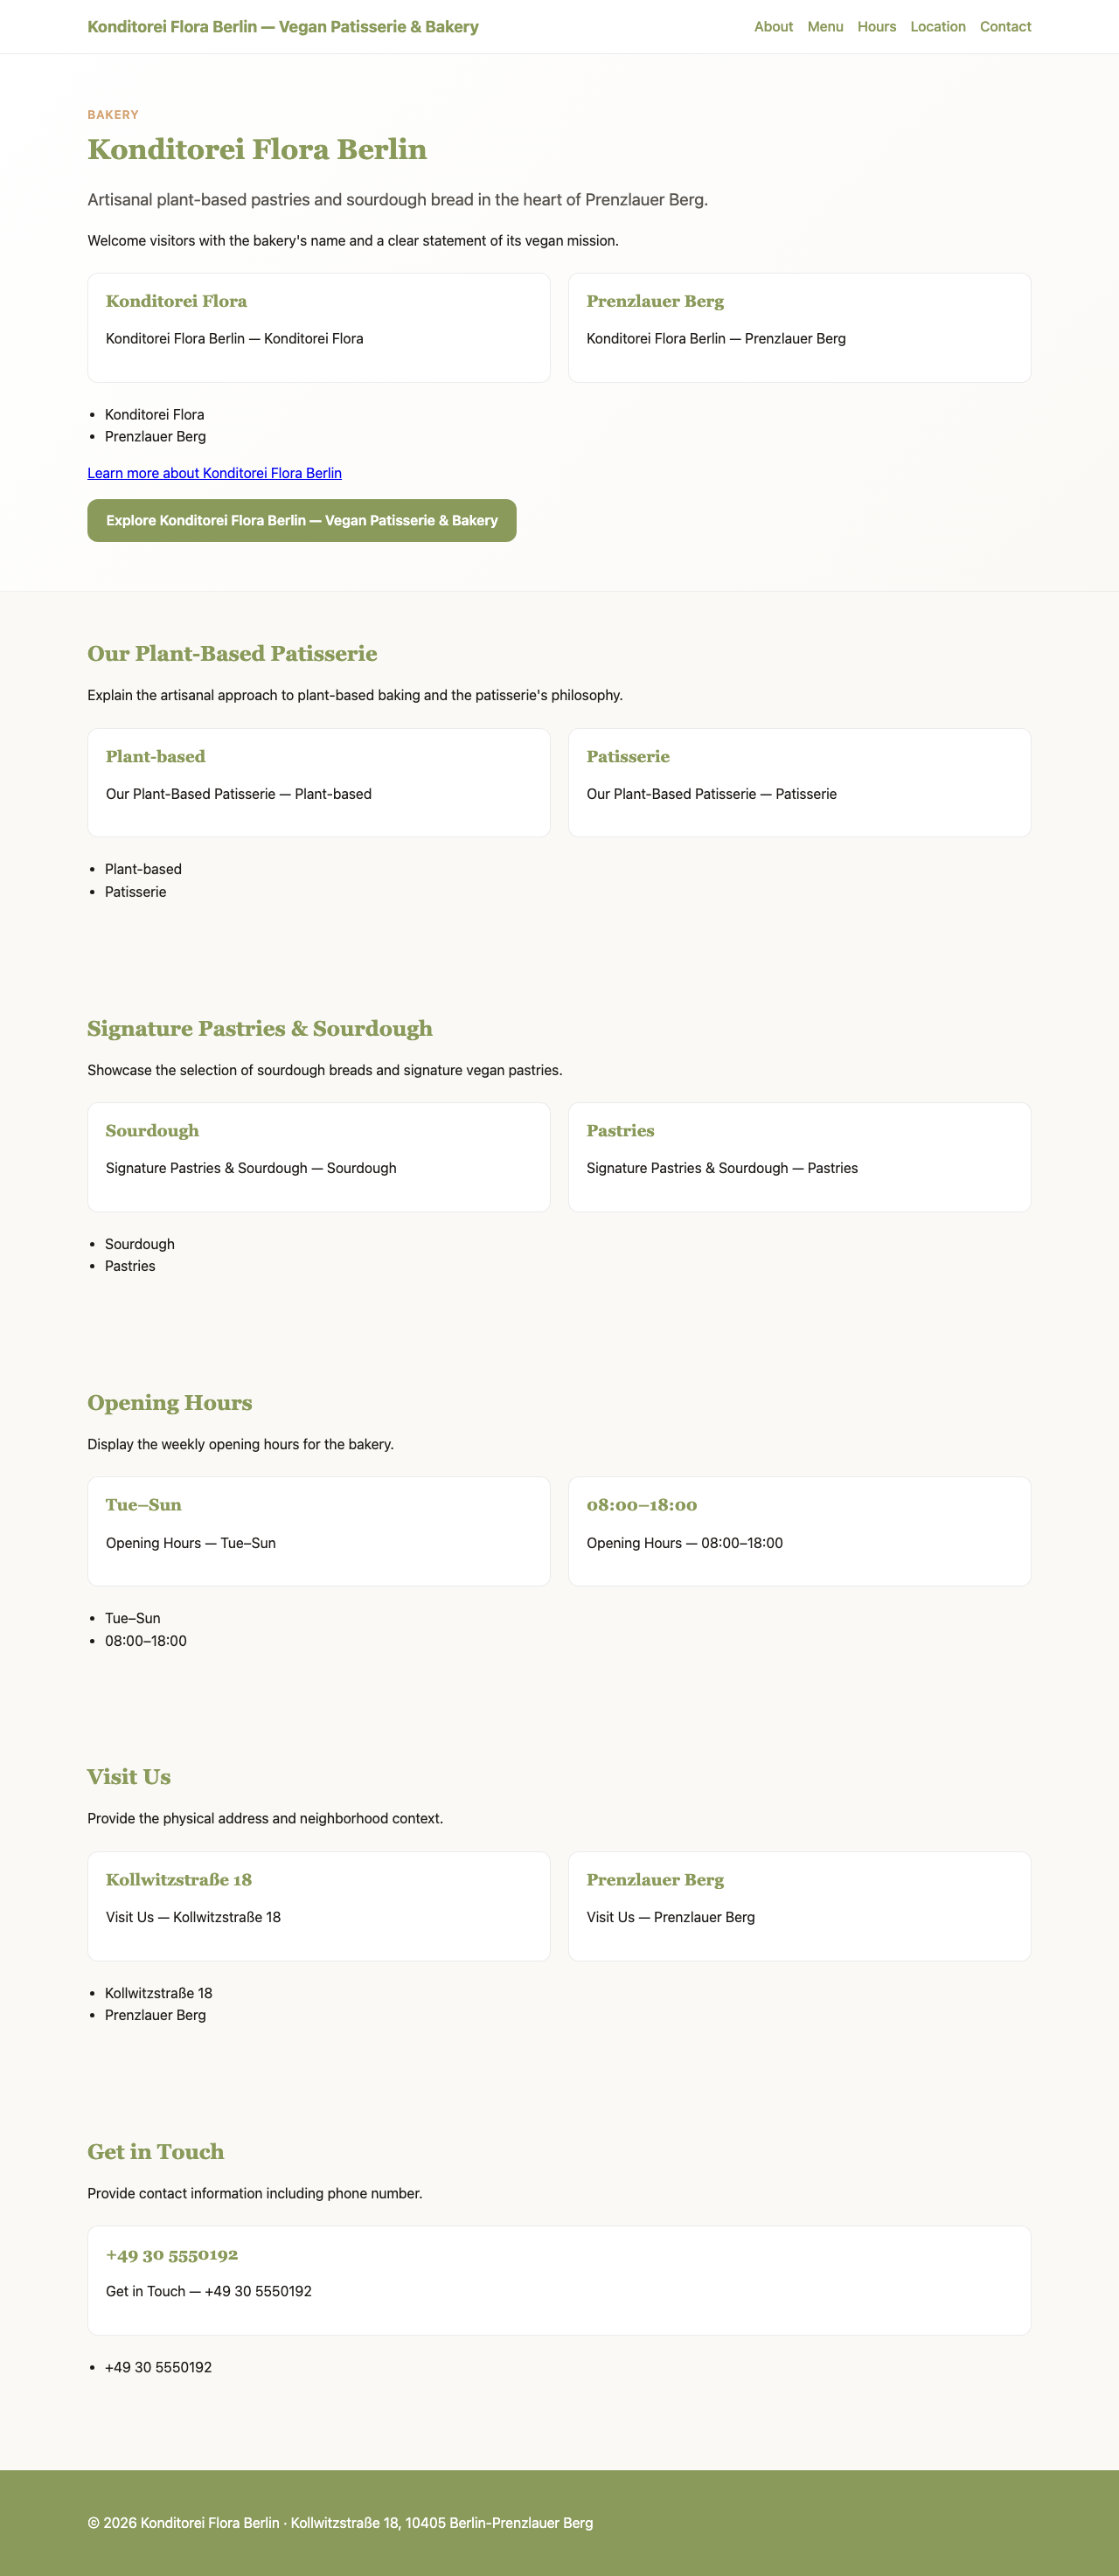 Konditorei Flora Berlin — Vegan Patisserie & Bakery
About Menu Hours Location Contact
BAKERY
Konditorei Flora Berlin
Artisanal plant-based pastries and sourdough bread in the heart of Prenzlauer Berg.
Welcome visitors with the bakery's name and a clear statement of its vegan mission.
Konditorei Flora
Konditorei Flora Berlin — Konditorei Flora
Prenzlauer Berg
Konditorei Flora Berlin — Prenzlauer Berg
• Konditorei Flora
• Prenzlauer Berg
Learn more about Konditorei Flora Berlin
Explore Konditorei Flora Berlin — Vegan Patisserie & Bakery
Our Plant-Based Patisserie
Explain the artisanal approach to plant-based baking and the patisserie's philosophy.
Plant-based
Our Plant-Based Patisserie — Plant-based
Patisserie
Our Plant-Based Patisserie — Patisserie
• Plant-based
• Patisserie
Signature Pastries & Sourdough
Showcase the selection of sourdough breads and signature vegan pastries.
Sourdough
Signature Pastries & Sourdough — Sourdough
Pastries
Signature Pastries & Sourdough — Pastries
• Sourdough
• Pastries
Opening Hours
Display the weekly opening hours for the bakery.
Tue–Sun
Opening Hours — Tue–Sun
08:00–18:00
Opening Hours — 08:00–18:00
• Tue–Sun
• 08:00–18:00
Visit Us
Provide the physical address and neighborhood context.
Kollwitzstraße 18
Visit Us — Kollwitzstraße 18
Prenzlauer Berg
Visit Us — Prenzlauer Berg
• Kollwitzstraße 18
• Prenzlauer Berg
Get in Touch
Provide contact information including phone number.
+49 30 5550192
Get in Touch — +49 30 5550192
• +49 30 5550192
© 2026 Konditorei Flora Berlin · Kollwitzstraße 18, 10405 Berlin-Prenzlauer Berg